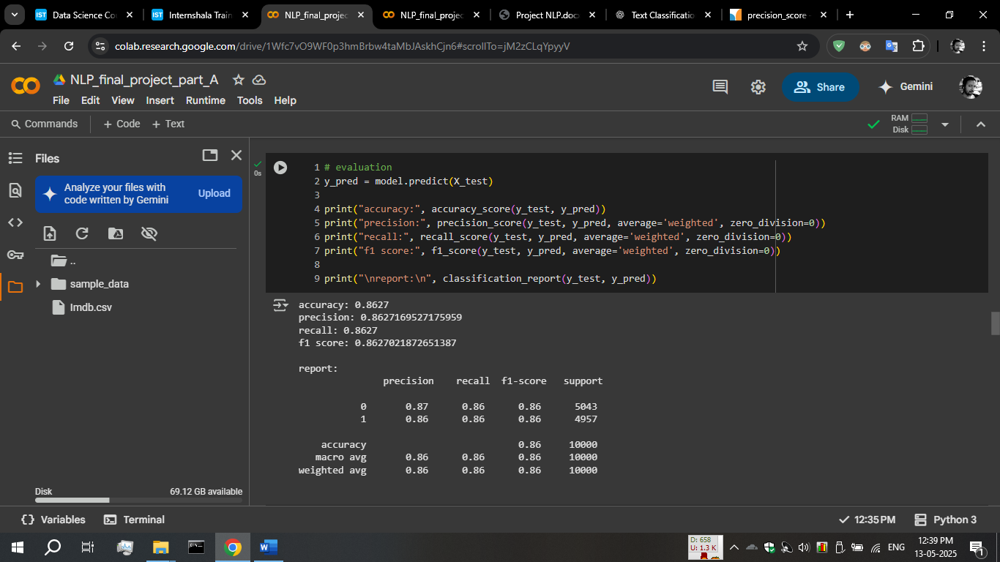 Data Science Co
Internshala Train
NLP_final_projec
NLP_final_projec
Project NLP.doc
Text Classificatio
precision_score
colab.research.google.com/drive/1Wfc7vO9WF0p3hmBrbw4taMbJAskhCjn6#scrollTo=jM2zCLqYpyyV
NLP_final_project_part_A
File Edit View Insert Runtime Tools Help
Share
Gemini
Commands + Code + Text
RAM
Disk
Files
Analyze your files with
code written by Gemini
Upload
..
sample_data
Imdb.csv
Disk 69.12 GB available
0s
1 # evaluation
2 y_pred = model.predict(X_test)
3
4 print("accuracy:", accuracy_score(y_test, y_pred))
5 print("precision:", precision_score(y_test, y_pred, average='weighted', zero_division=0))
6 print("recall:", recall_score(y_test, y_pred, average='weighted', zero_division=0))
7 print("f1 score:", f1_score(y_test, y_pred, average='weighted', zero_division=0))
8
9 print("\nreport:\n", classification_report(y_test, y_pred))
accuracy: 0.8627
precision: 0.8627169527175959
recall: 0.8627
f1 score: 0.8627021872651387
report:
precision recall f1-score support
0 0.87 0.86 0.86 5043
1 0.86 0.86 0.86 4957
accuracy 0.86 10000
macro avg 0.86 0.86 0.86 10000
weighted avg 0.86 0.86 0.86 10000
{} Variables Terminal
12:35 PM Python 3
D: 658
U: 1.3 K
ENG
12:39 PM
13-05-2025
1